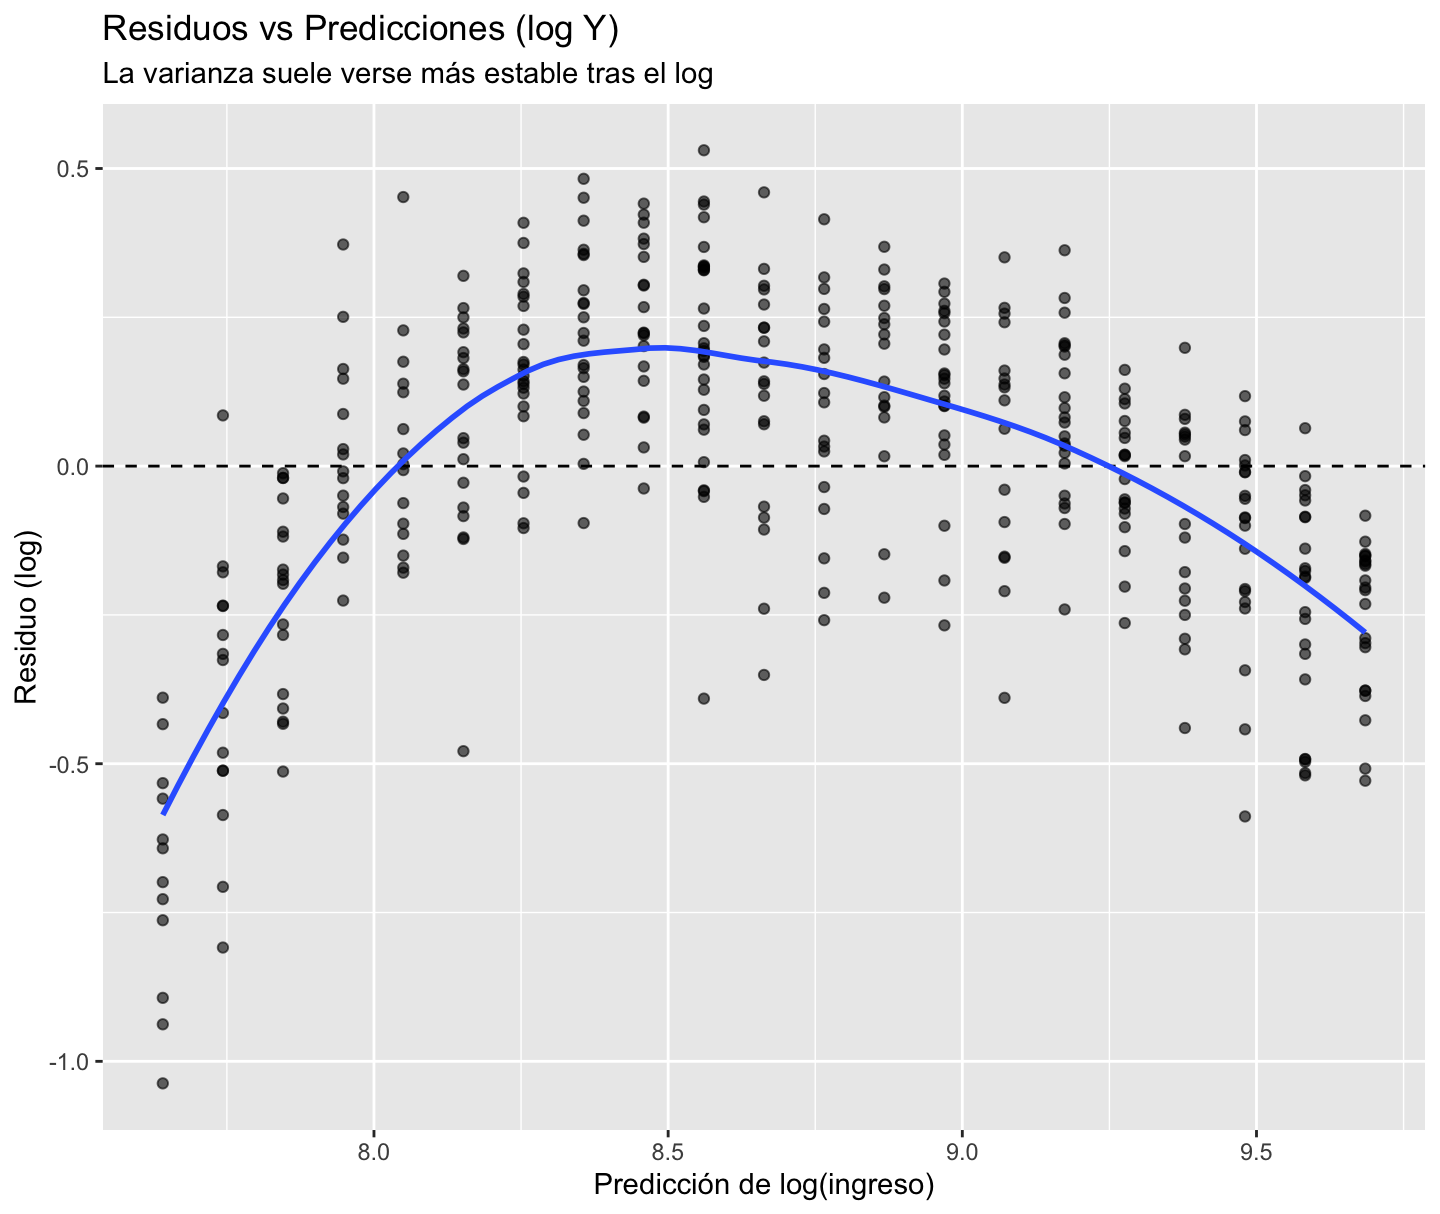 Residuos vs Predicciones (log Y)
La varianza suele verse más estable tras el log
0.5
0.0
-0.5
-1.0
Residuo (log)
8.0 8.5 9.0 9.5
Predicción de log(ingreso)